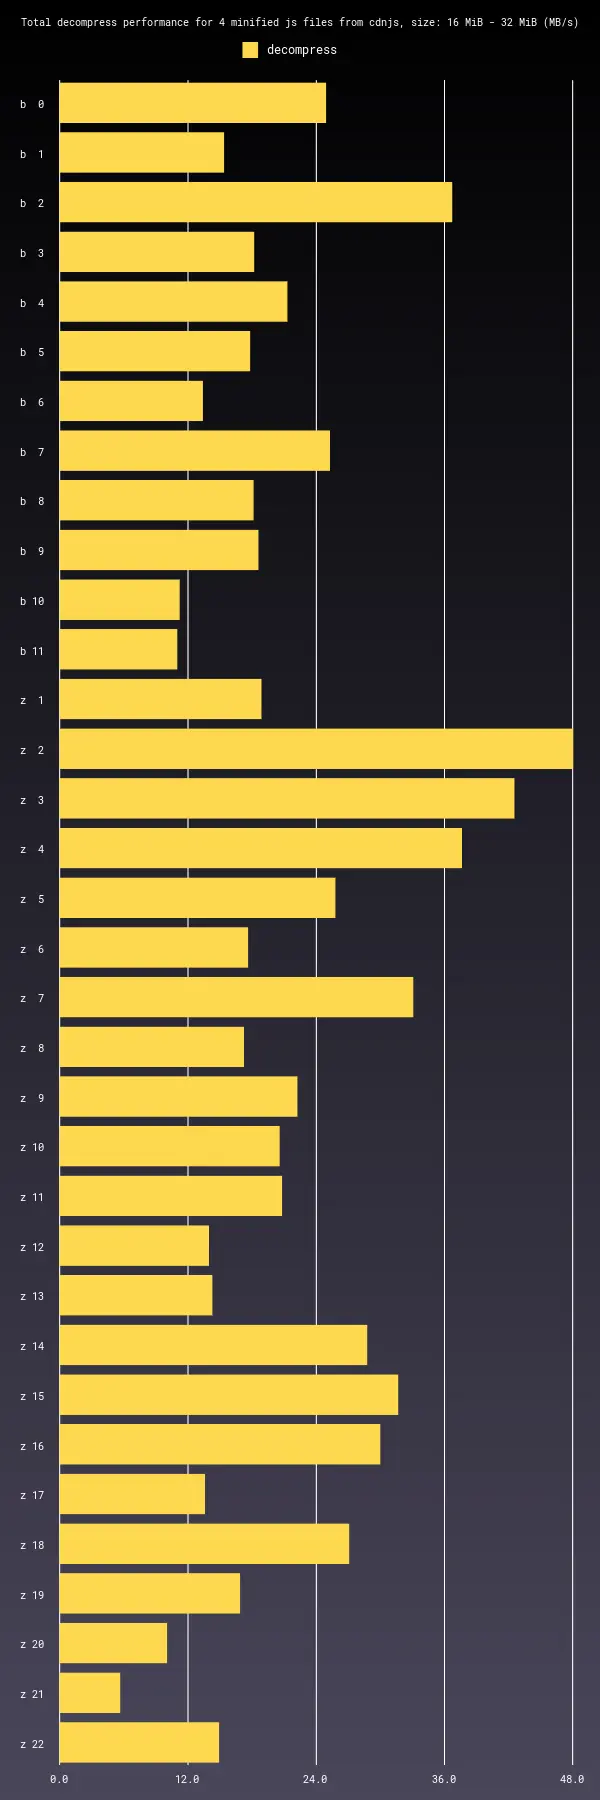 Total decompress performance for 4 minified js files from cdnjs, size: 16 MiB - 32 MiB (MB/s)
decompress
b 0
b 1
b 2
b 3
b 4
b 5
b 6
b 7
b 8
b 9
b 10
b 11
z 1
z 2
z 3
z 4
z 5
z 6
z 7
z 8
z 9
z 10
z 11
z 12
z 13
z 14
z 15
z 16
z 17
z 18
z 19
z 20
z 21
z 22
0.0 12.0 24.0 36.0 48.0